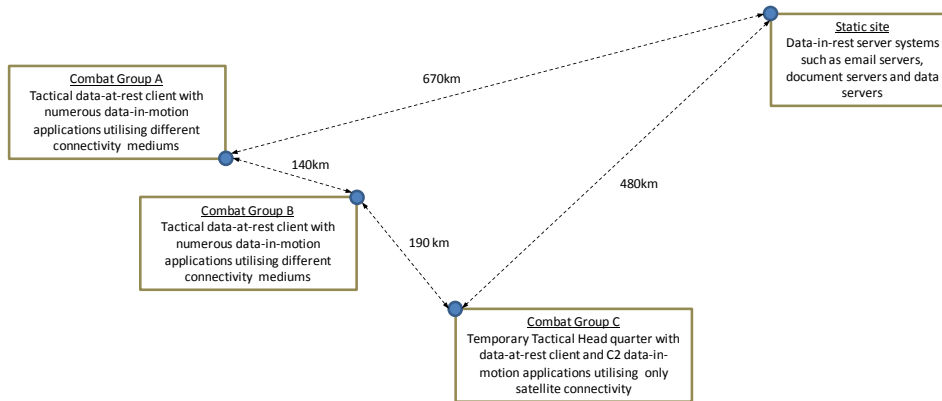 Static site
Data-in-rest server systems
such as email servers,
document servers and data
servers
Combat Group A
Tactical data-at-rest client with
numerous data-in-motion
applications utilising different
connectivity mediums
670km
140km
480km
Combat Group B
Tactical data-at-rest client with
numerous data-in-motion
applications utilising different
connectivity mediums
190 km
Combat Group C
Temporary Tactical Head quarter with
data-at-rest client and C2 data-in-
motion applications utilising only
satellite connectivity